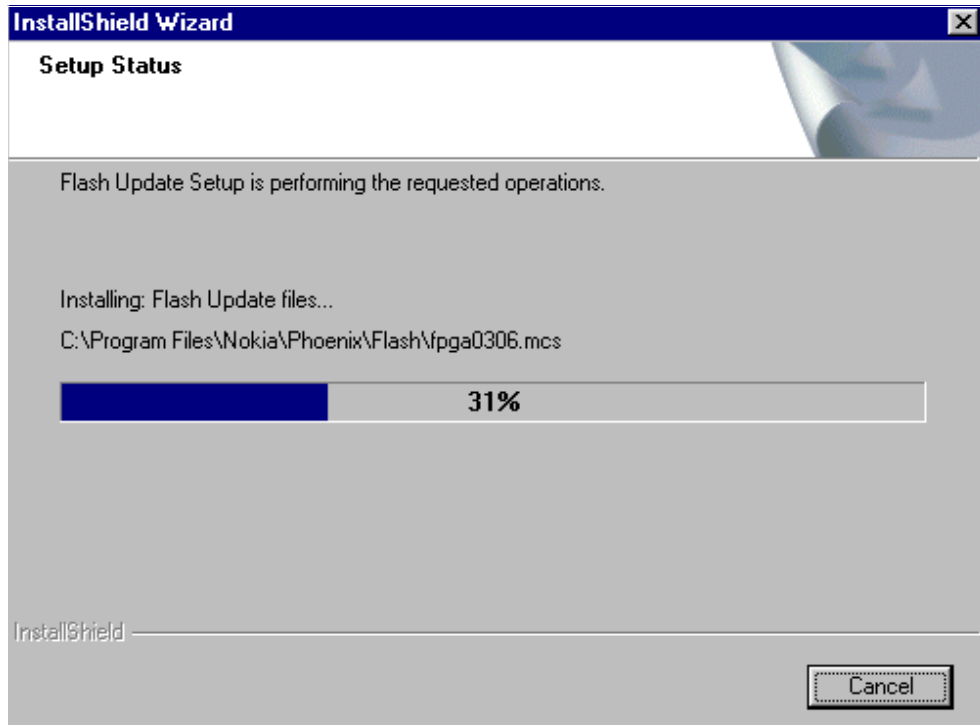 InstallShield Wizard
Setup Status
Flash Update Setup is performing the requested operations.
Installing: Flash Update files...
C:\Program Files\Nokia\Phoenix\Flash\fpga0306.mcs
31%
InstallShield
Cancel